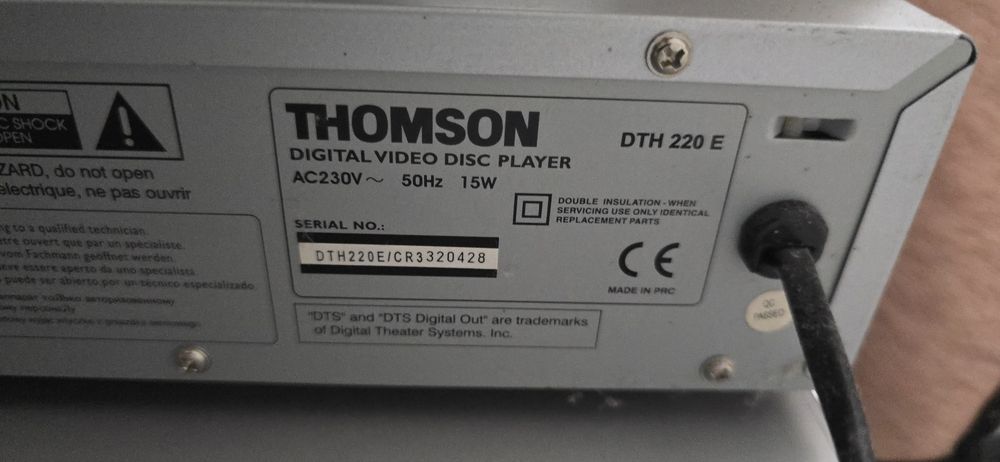 ON
C SHOCK
OPEN
ZARD, do not open
electrique, ne pas ouvrir
ng to a qualified technician.
etre ouvert que par un spécialiste.
vom Fachmann geöffnet werden.
e essere aperto da uno specialista
puede ser abierto por un técnico especializado
THOMSON
DTH 220 E
DIGITAL VIDEO DISC PLAYER
AC230V～ 50Hz 15W
DOUBLE INSULATION - WHEN
SERVICING USE ONLY IDENTICAL
REPLACEMENT PARTS
SERIAL NO.:
DTH220E/CR3320428
CE
MADE IN PRC
"DTS" and "DTS Digital Out" are trademarks
of Digital Theater Systems. Inc.
QC
PASSED